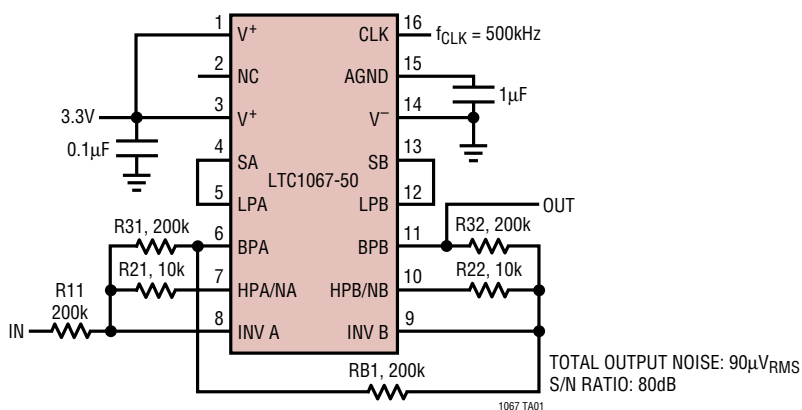 1
V+
CLK
16
fCLK = 500kHz
2
NC
AGND
15
1µF
3.3V
3
V+
V–
14
0.1µF
4
SA
SB
13
LTC1067-50
5
LPA
LPB
12
OUT
R31, 200k
6
BPA
BPB
11
R32, 200k
R21, 10k
7
HPA/NA
HPB/NB
10
R22, 10k
R11
200k
IN
8
INV A
INV B
9
RB1, 200k
TOTAL OUTPUT NOISE: 90µVRMS
S/N RATIO: 80dB
1067 TA01